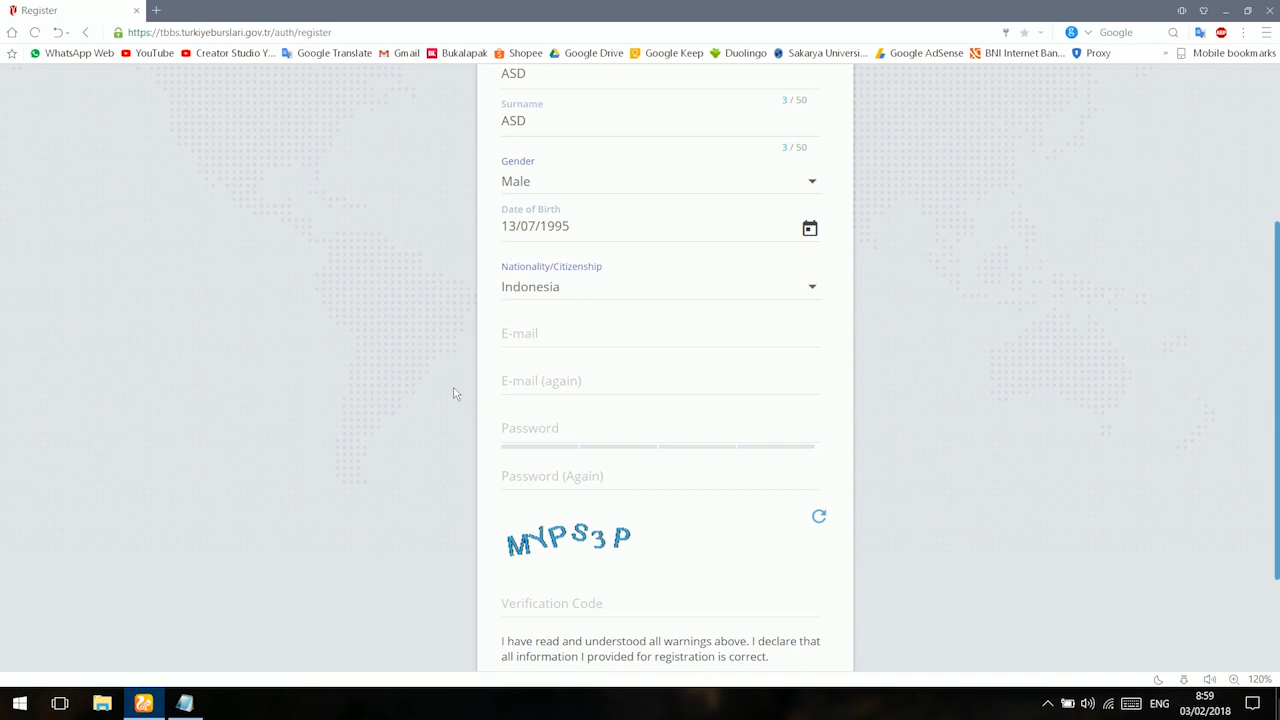 Register
https://tbbs.turkiyeburslari.gov.tr/auth/register
Google
WhatsApp Web
YouTube
Creator Studio Y...
Google Translate
Gmail
Bukalapak
Shopee
Google Drive
Google Keep
Duolingo
Sakarya Universi...
Google AdSense
BNI Internet Ban...
Proxy
Mobile bookmarks
ASD
3 / 50
Surname
ASD
3 / 50
Gender
Male
Date of Birth
13/07/1995
Nationality/Citizenship
Indonesia
E-mail
E-mail (again)
Password
Password (Again)
MYPS3P
Verification Code
I have read and understood all warnings above. I declare that
all information I provided for registration is correct.
120%
ENG
8:59
03/02/2018